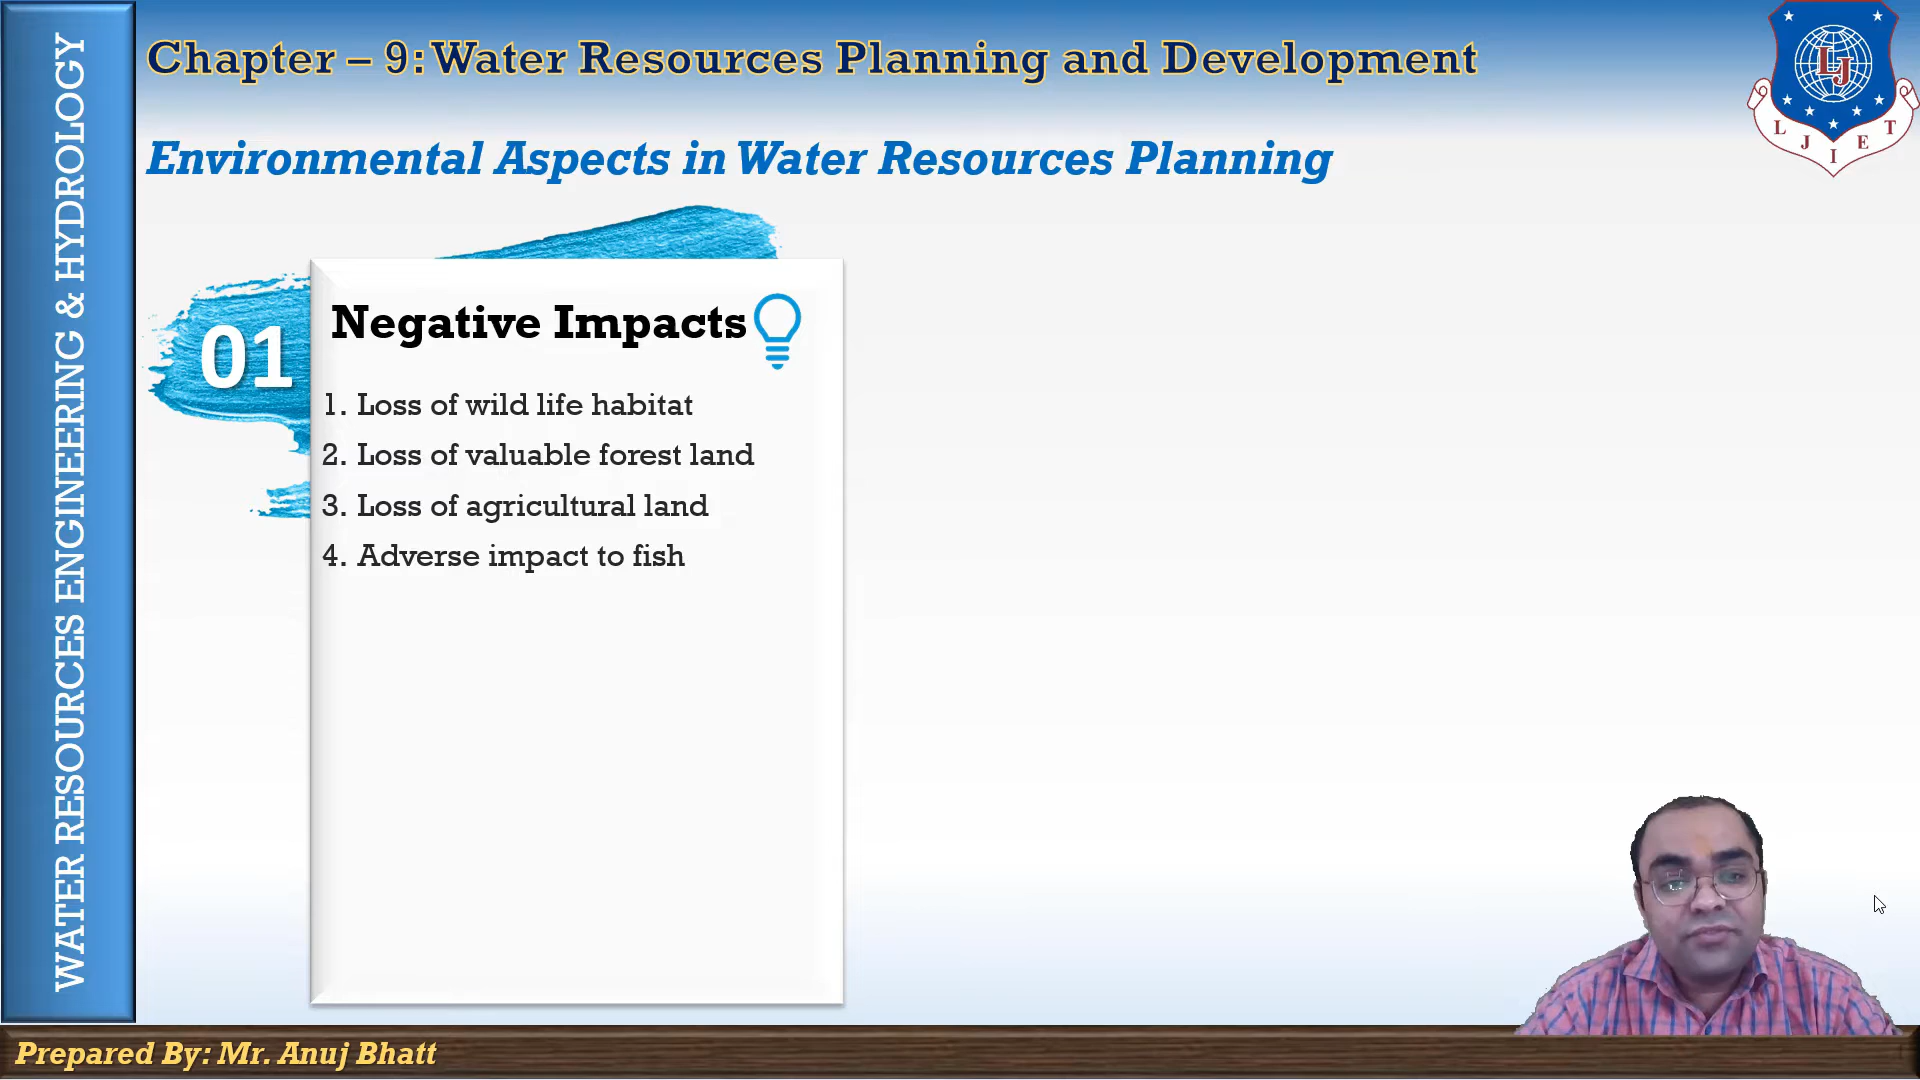 Chapter – 9: Water Resources Planning and Development
Environmental Aspects in Water Resources Planning
WATER RESOURCES ENGINEERING & HYDROLOGY
01
Negative Impacts
1. Loss of wild life habitat
2. Loss of valuable forest land
3. Loss of agricultural land
4. Adverse impact to fish
LJ
L J I E T
Prepared By: Mr. Anuj Bhatt